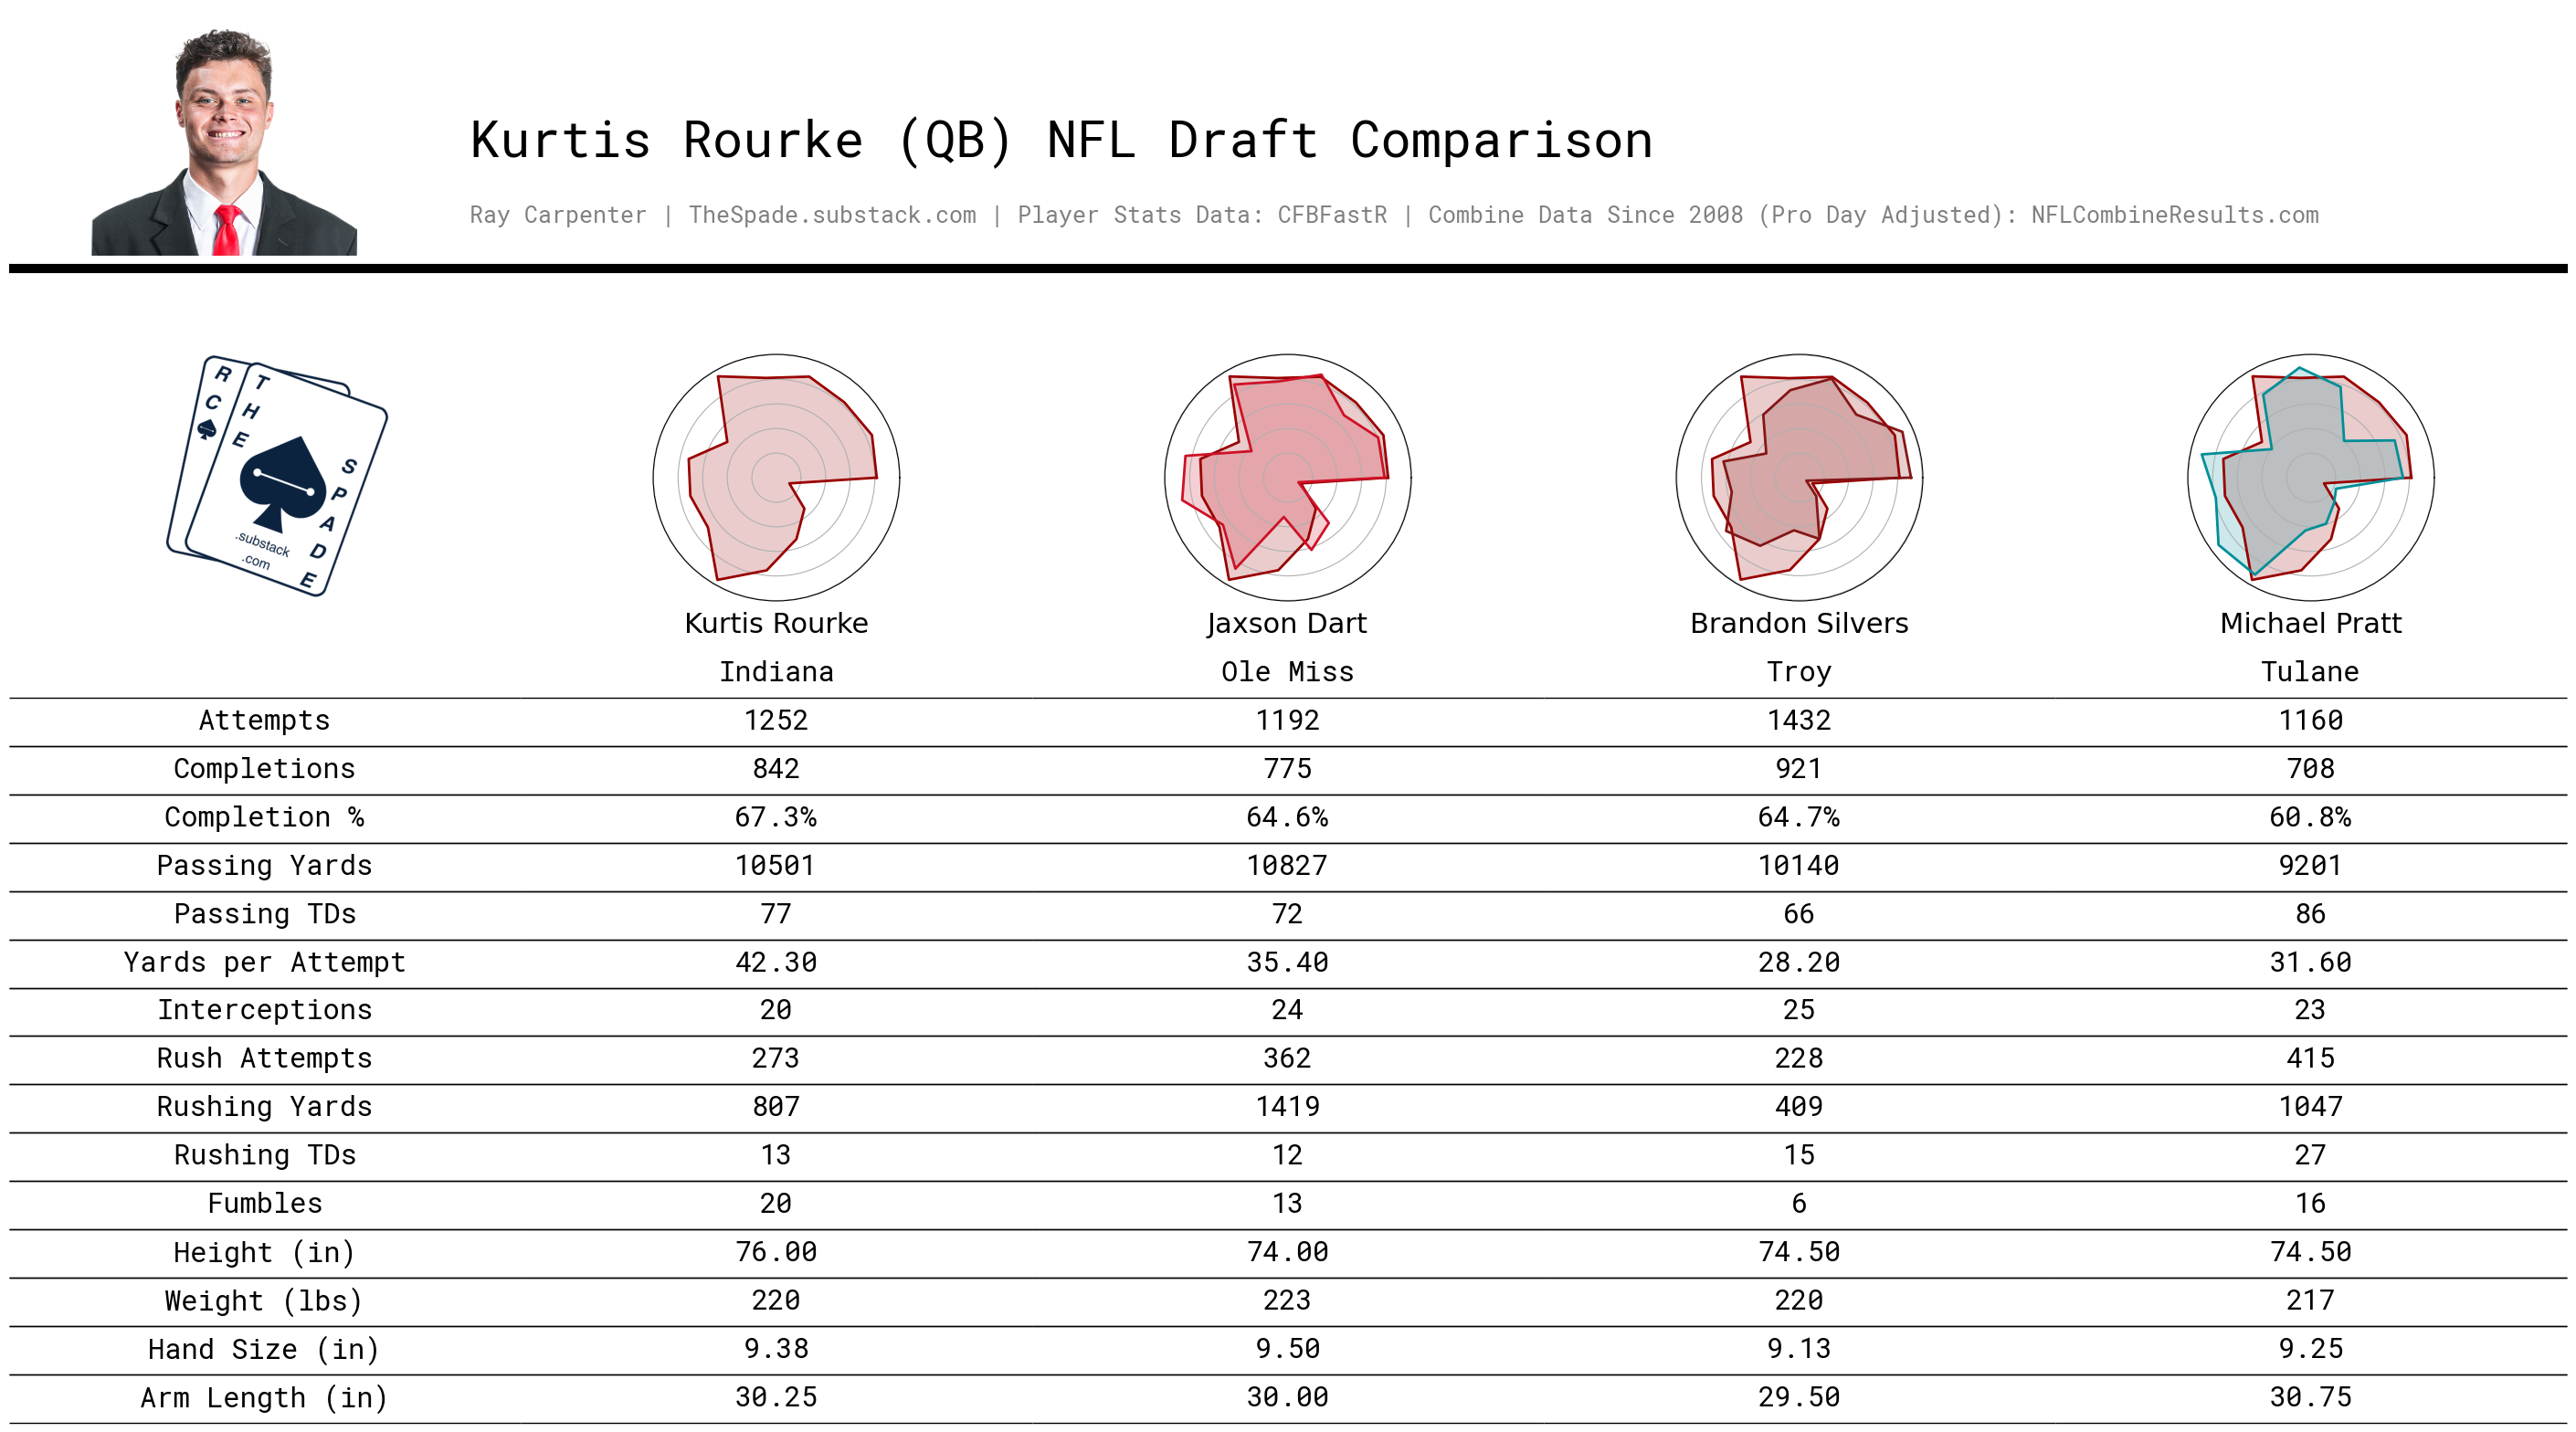 Kurtis Rourke (QB) NFL Draft Comparison
Ray Carpenter | TheSpade.substack.com | Player Stats Data: CFBFastR | Combine Data Since 2008 (Pro Day Adjusted): NFLCombineResults.com
RC
THE
SPADE
.substack
.com
Kurtis Rourke Jaxson Dart Brandon Silvers Michael Pratt
Indiana Ole Miss Troy Tulane
Attempts 1252 1192 1432 1160
Completions 842 775 921 708
Completion % 67.3% 64.6% 64.7% 60.8%
Passing Yards 10501 10827 10140 9201
Passing TDs 77 72 66 86
Yards per Attempt 42.30 35.40 28.20 31.60
Interceptions 20 24 25 23
Rush Attempts 273 362 228 415
Rushing Yards 807 1419 409 1047
Rushing TDs 13 12 15 27
Fumbles 20 13 6 16
Height (in) 76.00 74.00 74.50 74.50
Weight (lbs) 220 223 220 217
Hand Size (in) 9.38 9.50 9.13 9.25
Arm Length (in) 30.25 30.00 29.50 30.75